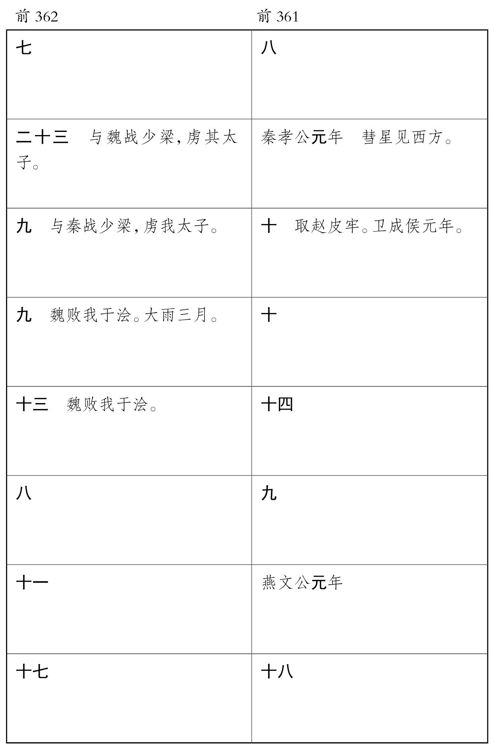 前 362
前 361
七
八
二十三 与魏战少梁，虏其太
子。
秦孝公元年 彗星见西方。
九 与秦战少梁，虏我太子。
十 取赵皮牢。卫成侯元年。
九 魏败我于浍。大雨三月。
十
十三 魏败我于浍。
十四
八
九
十一
燕文公元年
十七
十八